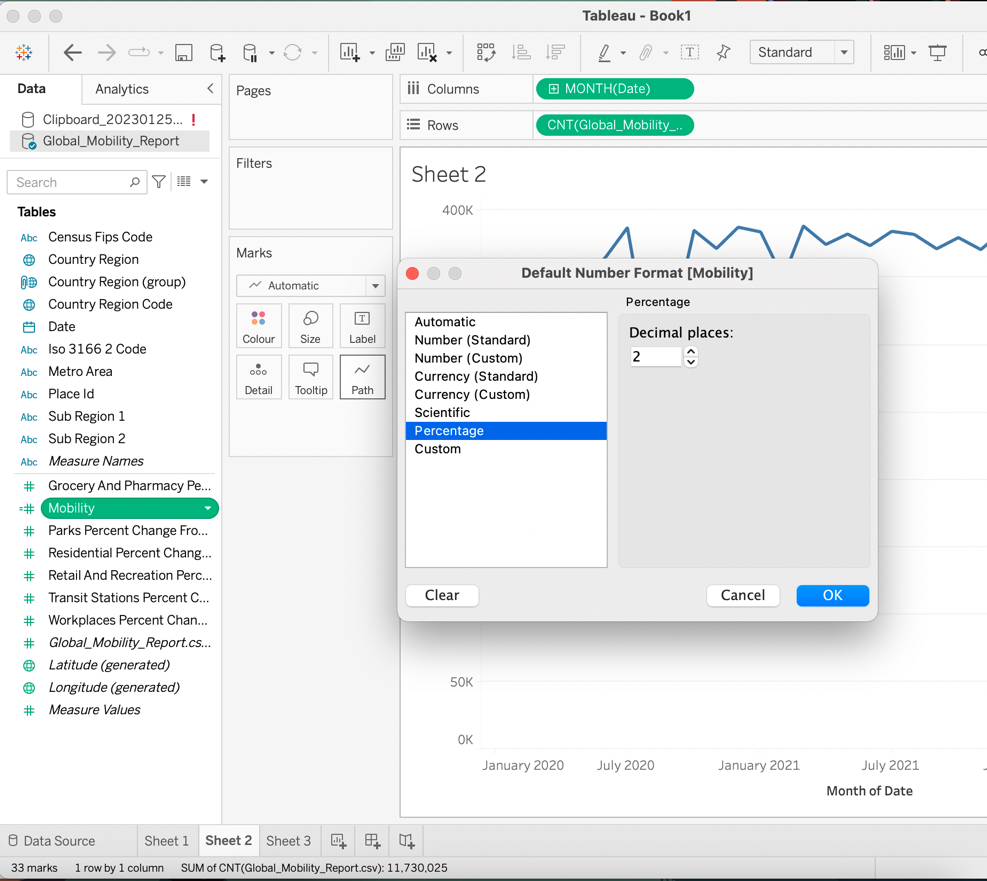 Tableau - Book1
Standard
Data
Analytics
Clipboard_20230125... !
Global_Mobility_Report
Search
Tables
Abc Census Fips Code
Country Region
Country Region (group)
Country Region Code
Date
Abc Iso 3166 2 Code
Abc Metro Area
Abc Place Id
Abc Sub Region 1
Abc Sub Region 2
Abc Measure Names
Grocery And Pharmacy Pe...
Mobility
Parks Percent Change Fro...
Residential Percent Chang...
Retail And Recreation Perc...
Transit Stations Percent C...
Workplaces Percent Chan...
Global_Mobility_Report.cs...
Latitude (generated)
Longitude (generated)
Measure Values
Pages
Filters
Marks
Automatic
Colour
Size
T
Label
Detail
Tooltip
Path
Columns
MONTH(Date)
Rows
CNT(Global_Mobility_..
Sheet 2
400K
50K
0K
January 2020
July 2020
January 2021
July 2021
Month of Date
Default Number Format [Mobility]
Automatic
Number (Standard)
Number (Custom)
Currency (Standard)
Currency (Custom)
Scientific
Percentage
Custom
Percentage
Decimal places:
2
Clear
Cancel
OK
Data Source
Sheet 1
Sheet 2
Sheet 3
33 marks
1 row by 1 column
SUM of CNT(Global_Mobility_Report.csv): 11,730,025